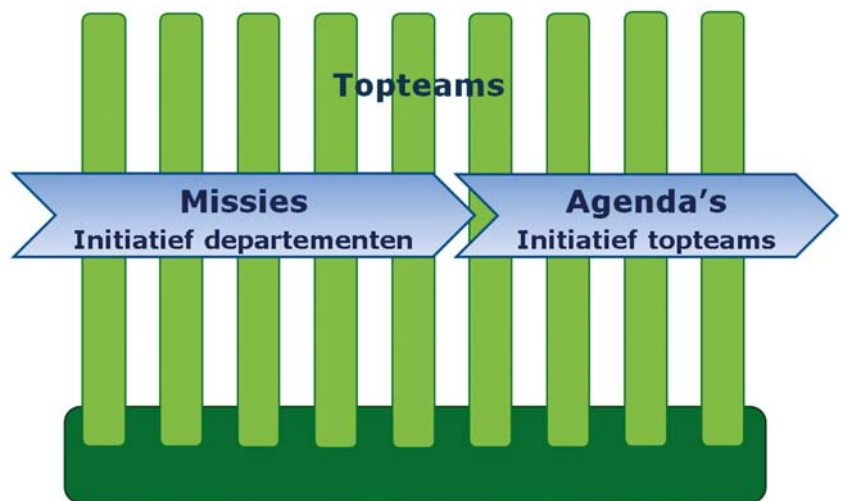 Topteams
Missies
Initiatief departementen
Agenda's
Initiatief topteams